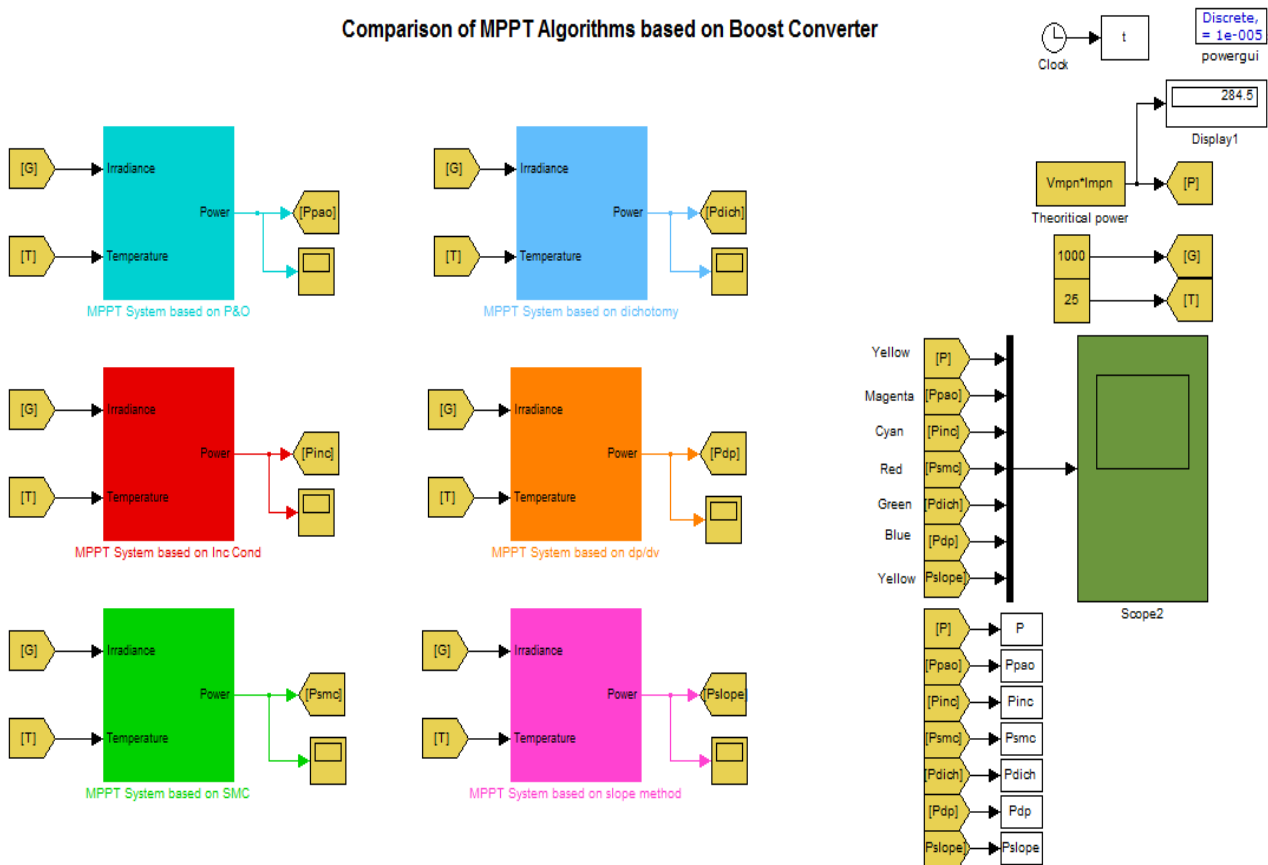 Comparison of MPPT Algorithms based on Boost Converter
Clock
t
Discrete,
= 1e-005
powergui
284.5
Display1
Vmpn*Impn
Theoritical power
[P]
1000
[G]
25
[T]
[G]
Irradiance
Power
[Ppao]
[T]
Temperature
MPPT System based on P&O
[G]
Irradiance
Power
[Pdich]
[T]
Temperature
MPPT System based on dichotomy
[G]
Irradiance
Power
[Pinc]
[T]
Temperature
MPPT System based on Inc Cond
[G]
Irradiance
Power
[Pdp]
[T]
Temperature
MPPT System based on dp/dv
[G]
Irradiance
Power
[Psmc]
[T]
Temperature
MPPT System based on SMC
[G]
Irradiance
Power
[Pslope]
[T]
Temperature
MPPT System based on slope method
Yellow [P]
Magenta [Ppao]
Cyan [Pinc]
Red [Psmc]
Green [Pdich]
Blue [Pdp]
Yellow Pslope]
Scope2
[P] P
[Ppao] Ppao
[Pinc] Pinc
[Psmc] Psmc
[Pdich] Pdich
[Pdp] Pdp
Pslope] Pslope